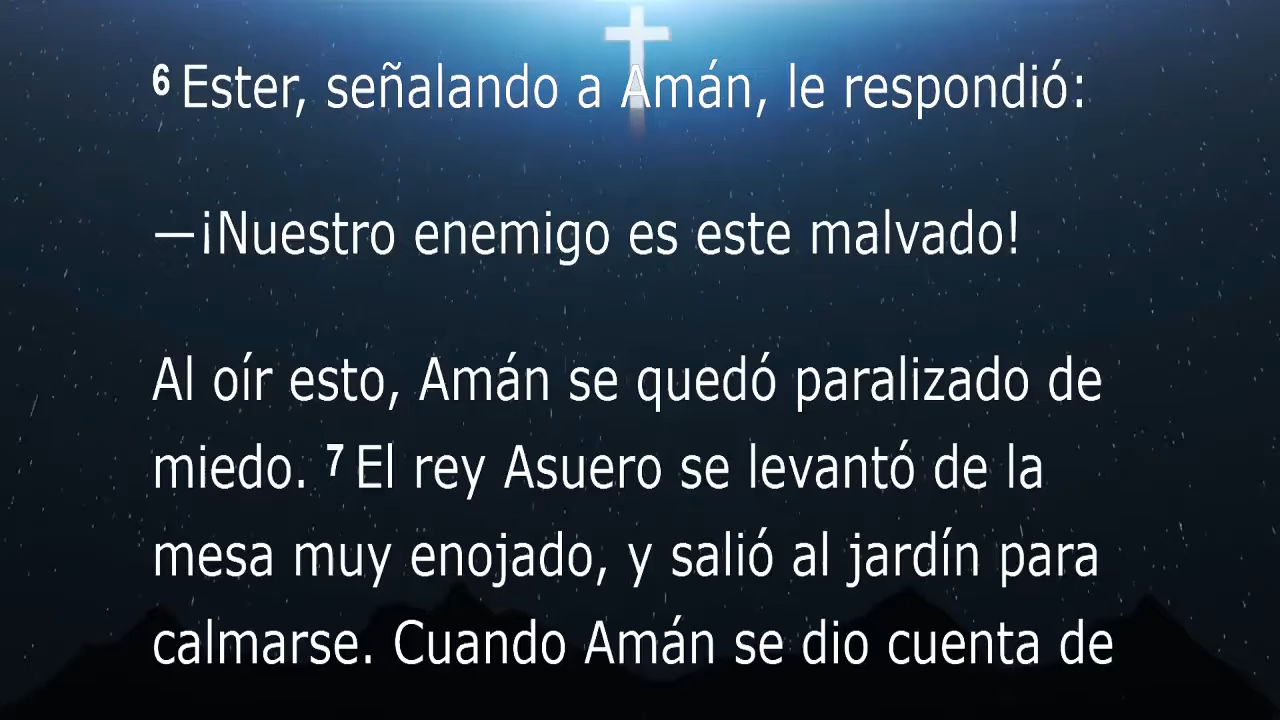 6 Ester, señalando a Amán, le respondió:
—¡Nuestro enemigo es este malvado!
Al oír esto, Amán se quedó paralizado de
miedo. 7 El rey Asuero se levantó de la
mesa muy enojado, y salió al jardín para
calmarse. Cuando Amán se dio cuenta de